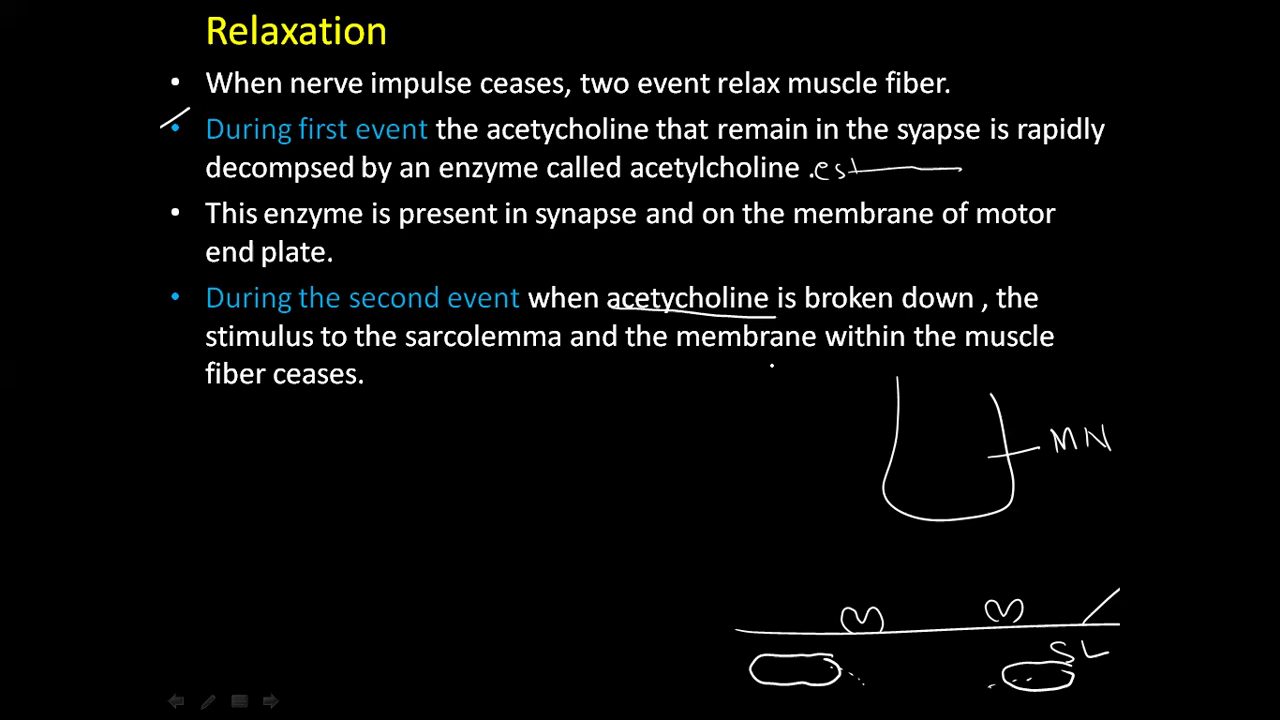 Relaxation
• When nerve impulse ceases, two event relax muscle fiber.
• During first event the acetycholine that remain in the syapse is rapidly
decompsed by an enzyme called acetylcholine .est
• This enzyme is present in synapse and on the membrane of motor
end plate.
• During the second event when acetycholine is broken down , the
stimulus to the sarcolemma and the membrane within the muscle
fiber ceases.
MN
SL